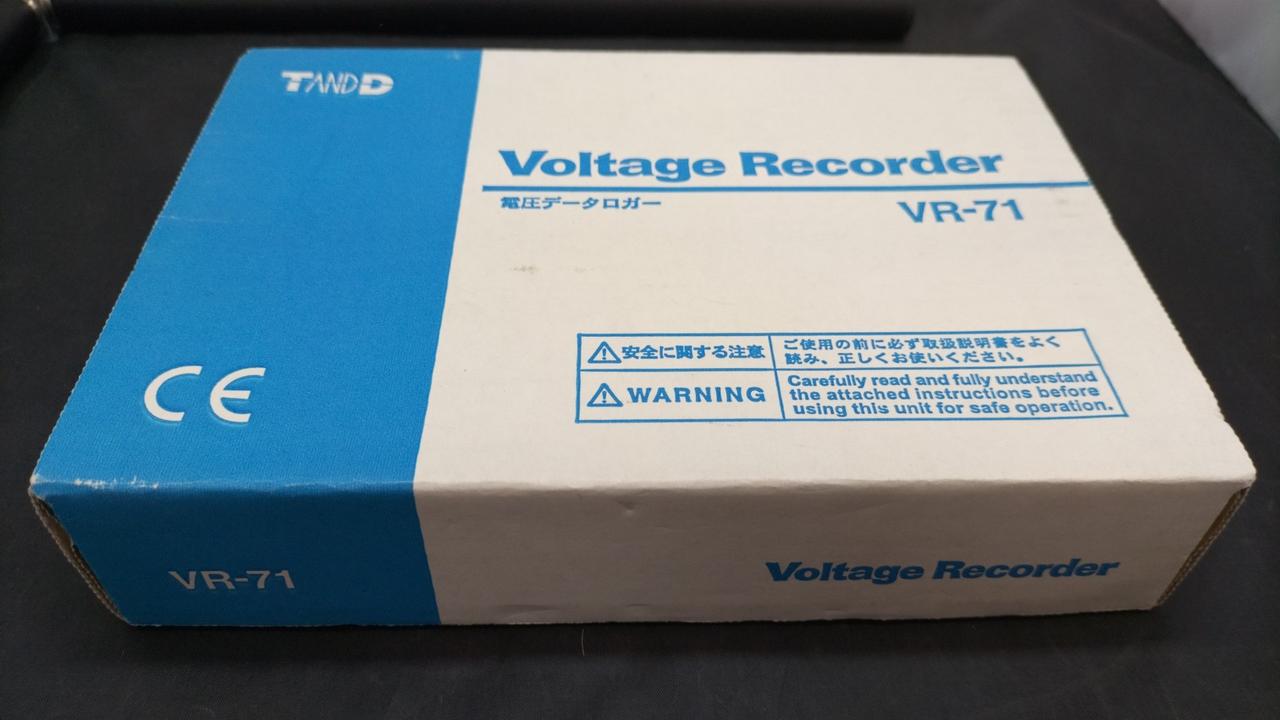 TANDD
Voltage Recorder
電圧データロガー
VR-71
CE
⚠安全に関する注意
ご使用の前に必ず取扱説明書をよく
読み、正しくお使いください。
⚠WARNING
Carefully read and fully understand
the attached instructions before
using this unit for safe operation.
VR-71
Voltage Recorder